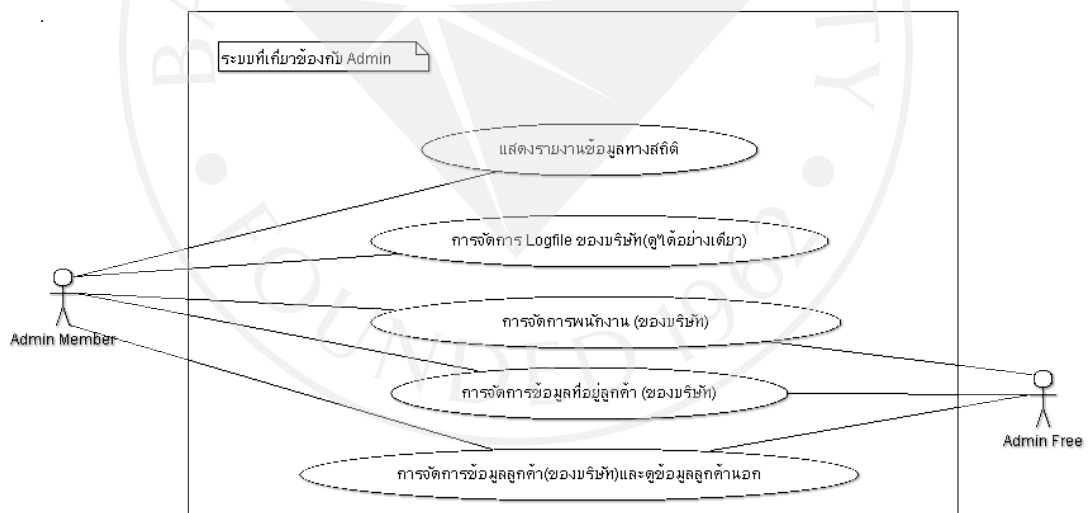 ระบบที่เกี่ยวข้องกับ Admin
แสดงรายงานข้อมูลทางสถิติ
การจัดการ Logfile ของบริษัท(ดูได้อย่างเดียว)
การจัดการพนักงาน (ของบริษัท)
Admin Member
การจัดการข้อมูลที่อยู่ลูกค้า (ของบริษัท)
Admin Free
การจัดการข้อมูลลูกค้า(ของบริษัท)และดูข้อมูลลูกค้านอก
FOUNDED 1962